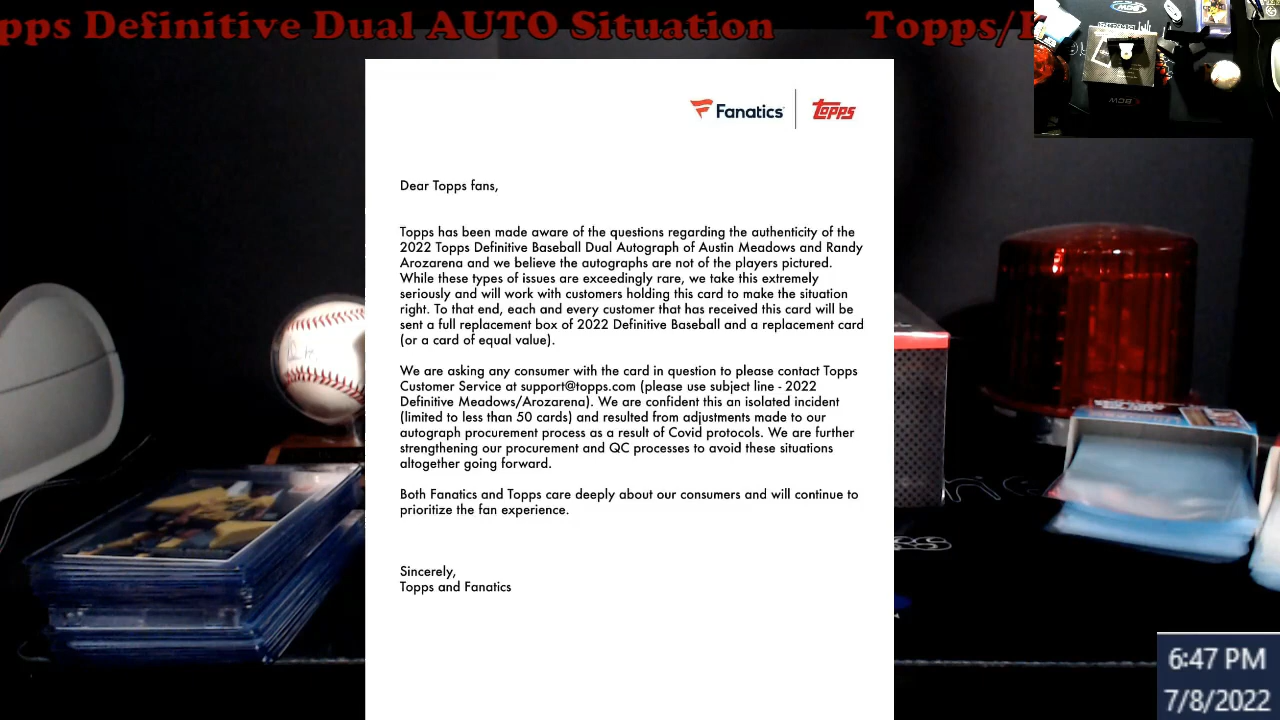 pps Definitive Dual AUTO Situation
Topps/
Fanatics
Topps
Dear Topps fans,
Topps has been made aware of the questions regarding the authenticity of the
2022 Topps Definitive Baseball Dual Autograph of Austin Meadows and Randy
Arozarena and we believe the autographs are not of the players pictured.
While these types of issues are exceedingly rare, we take this extremely
seriously and will work with customers holding this card to make the situation
right. To that end, each and every customer that has received this card will be
sent a full replacement box of 2022 Definitive Baseball and a replacement card
(or a card of equal value).
We are asking any consumer with the card in question to please contact Topps
Customer Service at support@topps.com (please use subject line - 2022
Definitive Meadows/Arozarena). We are confident this an isolated incident
(limited to less than 50 cards) and resulted from adjustments made to our
autograph procurement process as a result of Covid protocols. We are further
strengthening our procurement and QC processes to avoid these situations
altogether going forward.
Both Fanatics and Topps care deeply about our consumers and will continue to
prioritize the fan experience.
Sincerely,
Topps and Fanatics
6:47 PM
7/8/2022